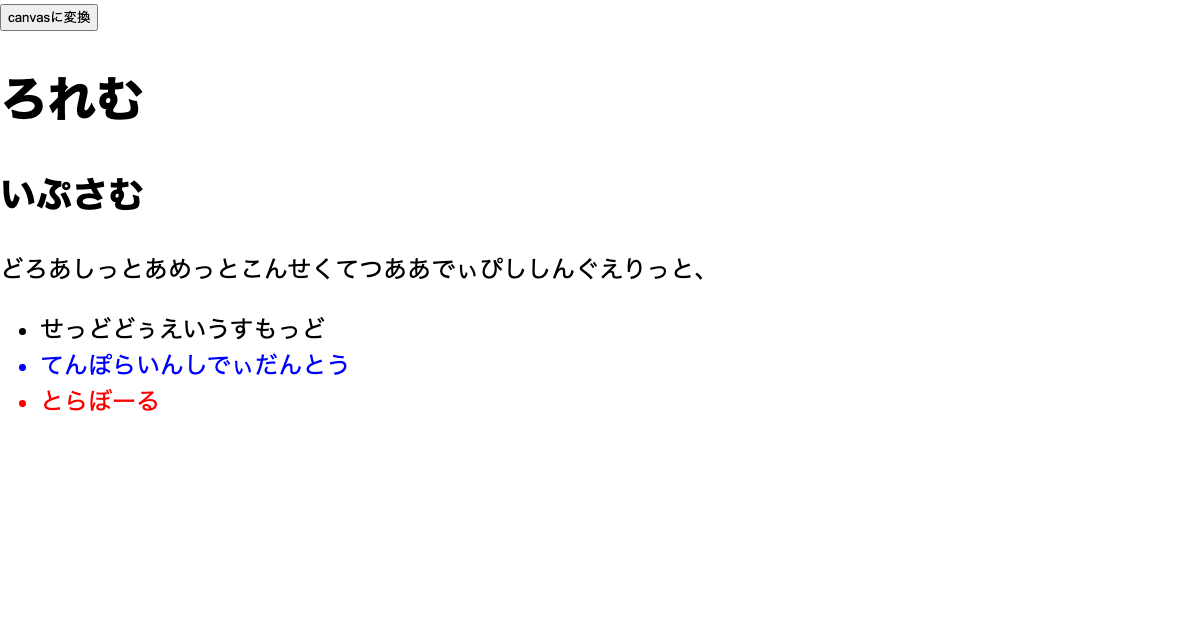 canvasに変換
ろれむ
いぷさむ
どろあしっとあめっとこんせくてつああでぃぴししんぐえりっと、
せっどどぅえいうすもっど
てんぽらいんしでぃだんとう
とらぼーる